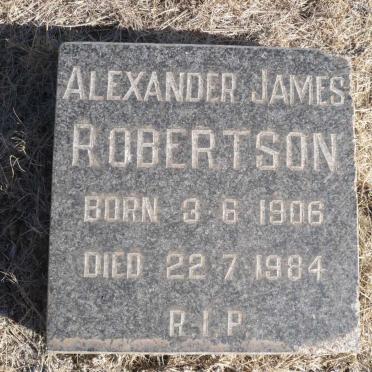 ALEXANDER JAMES
ROBERTSON
BORN 3 6 1906
DIED 22 7 1984
R.I.P